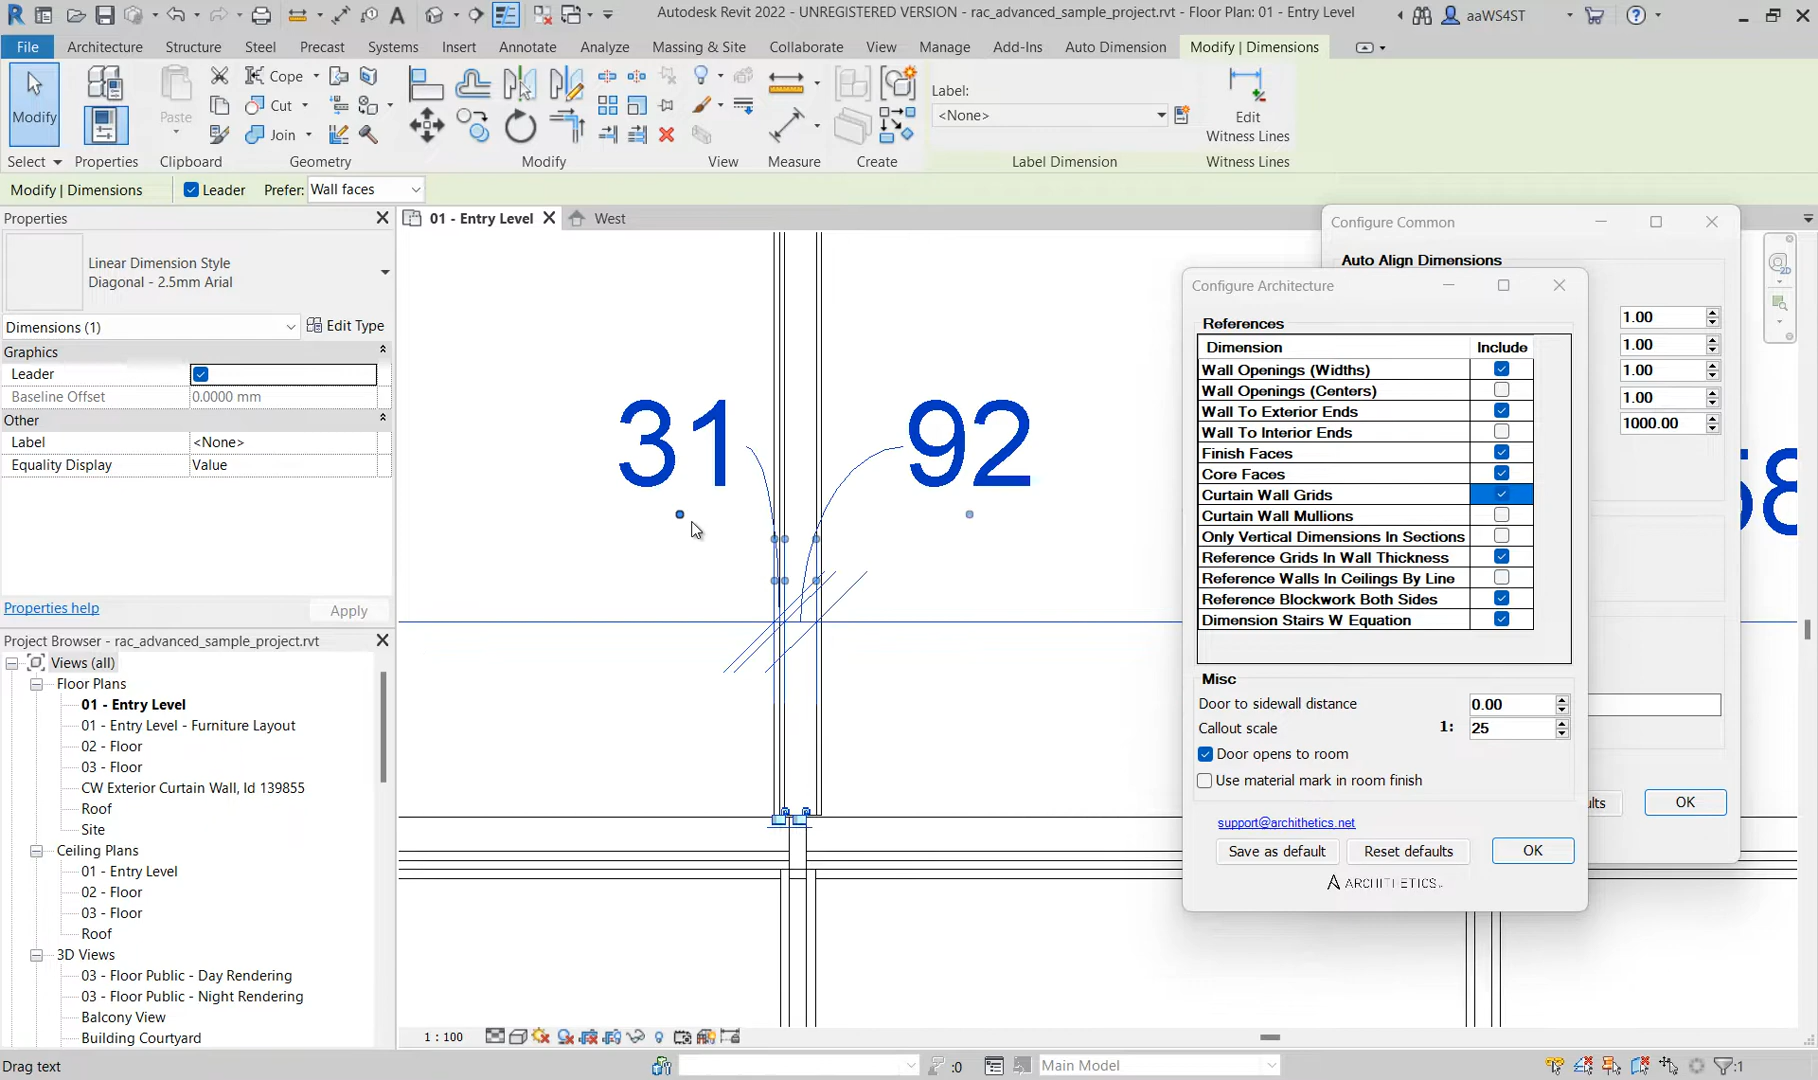 Autodesk Revit 2022 - UNREGISTERED VERSION - rac_advanced_sample_project.rvt - Floor Plan: 01 - Entry Level
aaWS4ST
File Architecture Structure Steel Precast Systems Insert Annotate Analyze Massing & Site Collaborate View Manage Add-Ins Auto Dimension Modify | Dimensions
Modify
Paste
Cope
Cut
Join
Label:
<None>
Edit
Witness Lines
Select Properties Clipboard Geometry Modify View Measure Create Label Dimension Witness Lines
Modify | Dimensions Leader Prefer: Wall faces
Properties
01 - Entry Level
West
Linear Dimension Style
Diagonal - 2.5mm Arial
Dimensions (1)
Edit Type
Graphics
Leader
Baseline Offset 0.0000 mm
Other
Label <None>
Equality Display Value
Properties help
Apply
Project Browser - rac_advanced_sample_project.rvt
Views (all)
Floor Plans
01 - Entry Level
01 - Entry Level - Furniture Layout
02 - Floor
03 - Floor
CW Exterior Curtain Wall, Id 139855
Roof
Site
Ceiling Plans
01 - Entry Level
02 - Floor
03 - Floor
Roof
3D Views
03 - Floor Public - Day Rendering
03 - Floor Public - Night Rendering
Balcony View
Building Courtyard
31
92
Configure Common
Auto Align Dimensions
1.00
1.00
1.00
1.00
1000.00
OK
Configure Architecture
References
Dimension Include
Wall Openings (Widths)
Wall Openings (Centers)
Wall To Exterior Ends
Wall To Interior Ends
Finish Faces
Core Faces
Curtain Wall Grids
Curtain Wall Mullions
Only Vertical Dimensions In Sections
Reference Grids In Wall Thickness
Reference Walls In Ceilings By Line
Reference Blockwork Both Sides
Dimension Stairs W Equation
Misc
Door to sidewall distance 0.00
Callout scale 1: 25
Door opens to room
Use material mark in room finish
support@archithetics.net
Save as default Reset defaults OK
ARCHITHETICS
1 : 100
Drag text
:0
Main Model
:1